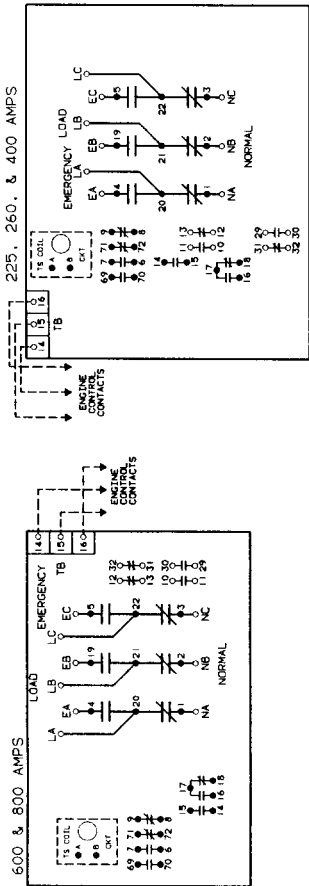 600 & 800 AMPS
TS COIL
A
B
CKT
69 7 71 9
70 6 72 8
15 17
14 16 18
LOAD
EMERGENCY
LA EA LB EB LC EC
4 19 5
20 21 22
1 2 3
NA NB NC
NORMAL
12 32
13 31
10 30
11 29
14
15
16
TB
ENGINE
CONTROL
CONTACTS
225, 260, & 400 AMPS
ENGINE
CONTROL
CONTACTS
14 15 16
TB
TS COIL
A
B
CKT
69 7 71 9
70 6 72 8
14 15
17
16 18
11 13
10 12
31 29
32 30
EMERGENCY LOAD
EA LA EB LB EC LC
4 19 5
20 21 22
1 2 3
NA NB NC
NORMAL